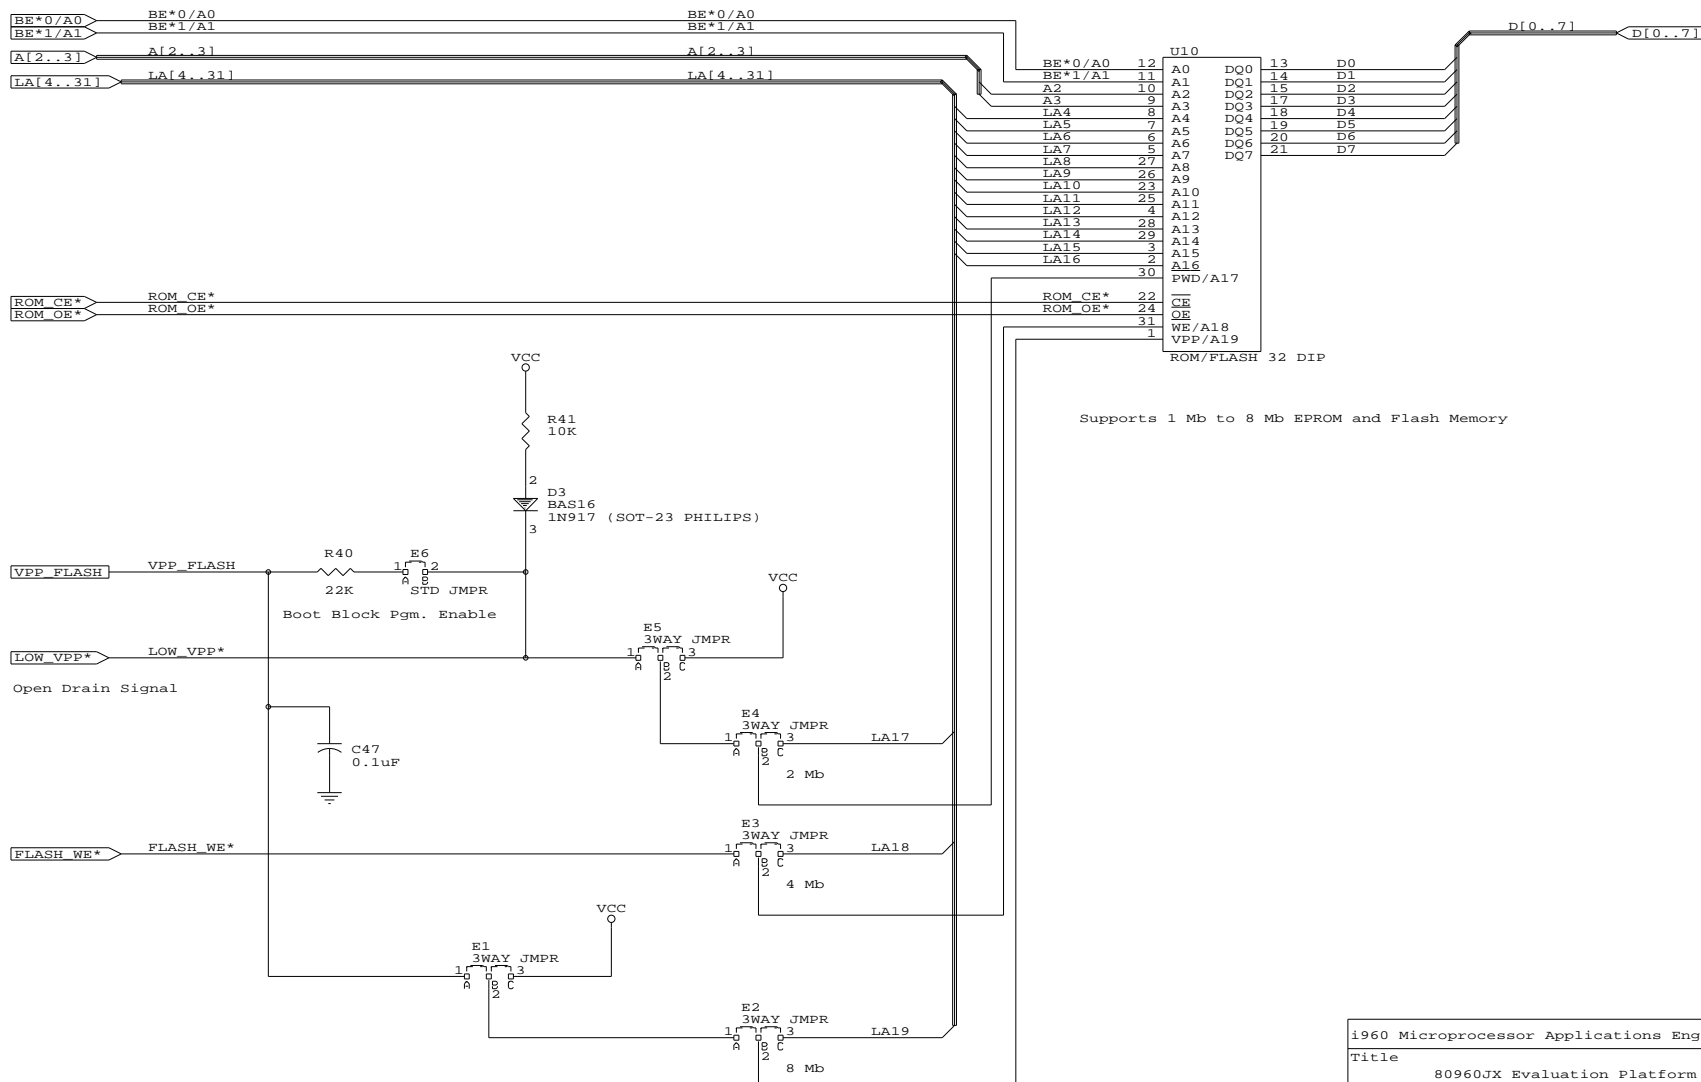 BE*0/A0 BE*0/A0 BE*0/A0
BE*1/A1 BE*1/A1 BE*1/A1
D[0..7] D[0..7]
A[2..3] A[2..3] A[2..3]
LA[4..31] LA[4..31] LA[4..31]
U10
BE*0/A0 12 A0 DQ0 13 D0
BE*1/A1 11 A1 DQ1 14 D1
A2 10 A2 DQ2 15 D2
A3 9 A3 DQ3 17 D3
LA4 8 A4 DQ4 18 D4
LA5 7 A5 DQ5 19 D5
LA6 6 A6 DQ6 20 D6
LA7 5 A7 DQ7 21 D7
LA8 27 A8
LA9 26 A9
LA10 23 A10
LA11 25 A11
LA12 4 A12
LA13 28 A13
LA14 29 A14
LA15 3 A15
LA16 2 A16
30 PWD/A17
ROM_CE* ROM_CE* ROM_CE* 22 CE
ROM_OE* ROM_OE* ROM_OE* 24 OE
31 WE/A18
1 VPP/A19
ROM/FLASH 32 DIP
VCC
R41
10K
Supports 1 Mb to 8 Mb EPROM and Flash Memory
2
D3
BAS16
1N917 (SOT-23 PHILIPS)
3
VPP_FLASH VPP_FLASH
R40
22K
E6
1 2
A B
STD JMPR
Boot Block Pgm. Enable
VCC
E5
3WAY JMPR
LOW_VPP* LOW_VPP*
1 3
A B C
2
Open Drain Signal
E4
3WAY JMPR
1 3 LA17
A B C
2
2 Mb
C47
0.1uF
E3
3WAY JMPR
FLASH_WE* FLASH_WE*
1 3 LA18
A B C
2
4 Mb
VCC
E1
3WAY JMPR
1 3
A B C
2
E2
3WAY JMPR
1 3 LA19
A B C
2
8 Mb
i960 Microprocessor Applications Eng
Title
80960JX Evaluation Platform